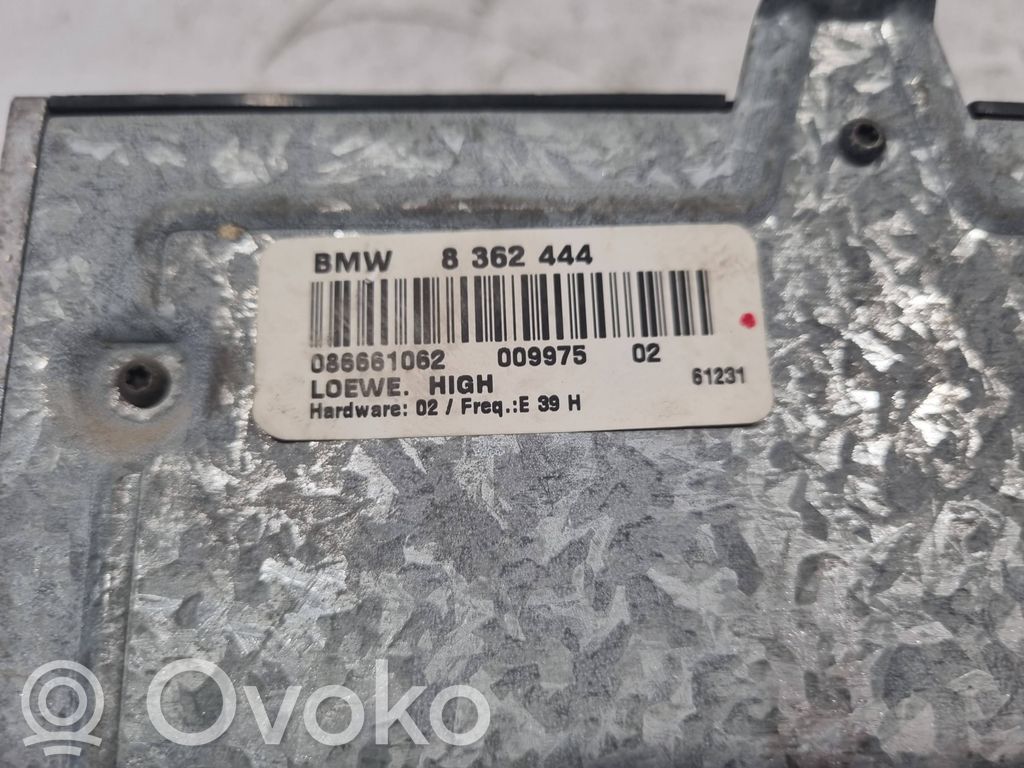 BMW 8 362 444
086661062 009975 02
LOEWE. HIGH 61231
Hardware: 02 / Freq.:E 39 H
R Ovoko